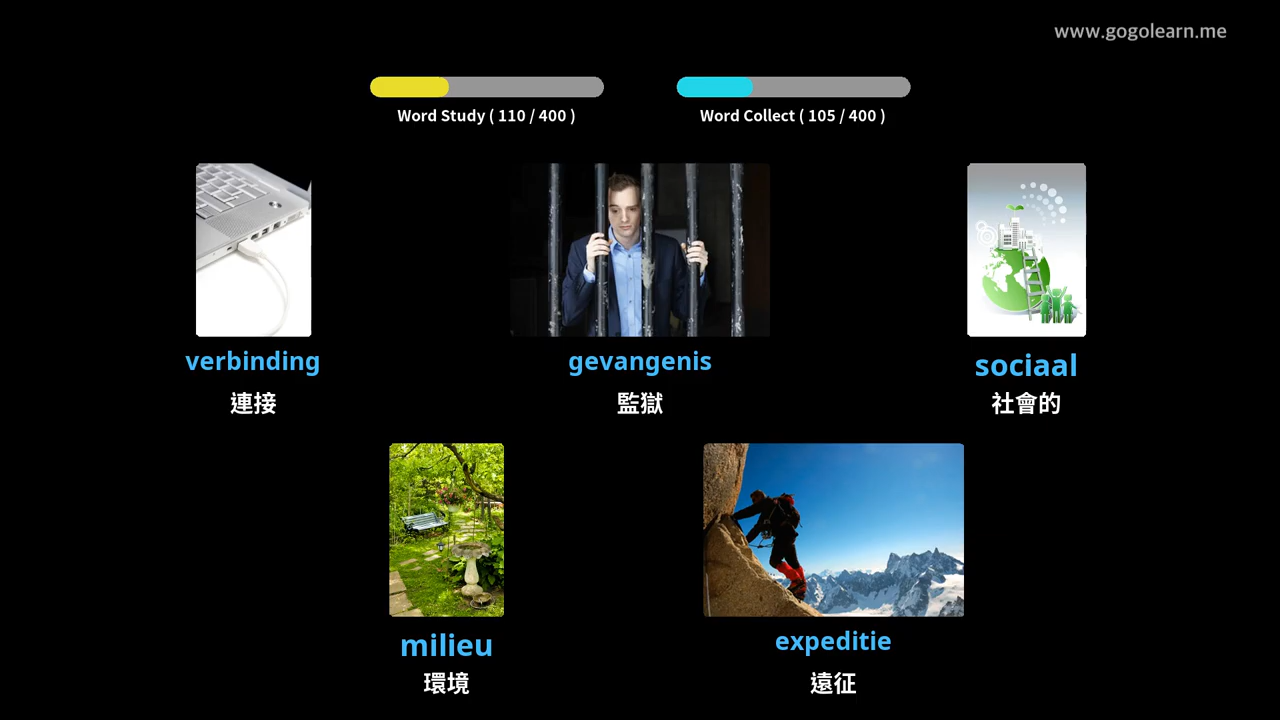 www.gogolearn.me
Word Study ( 110 / 400 )
Word Collect ( 105 / 400 )
verbinding
gevangenis
sociaal
連接
監獄
社會的
milieu
expeditie
環境
遠征